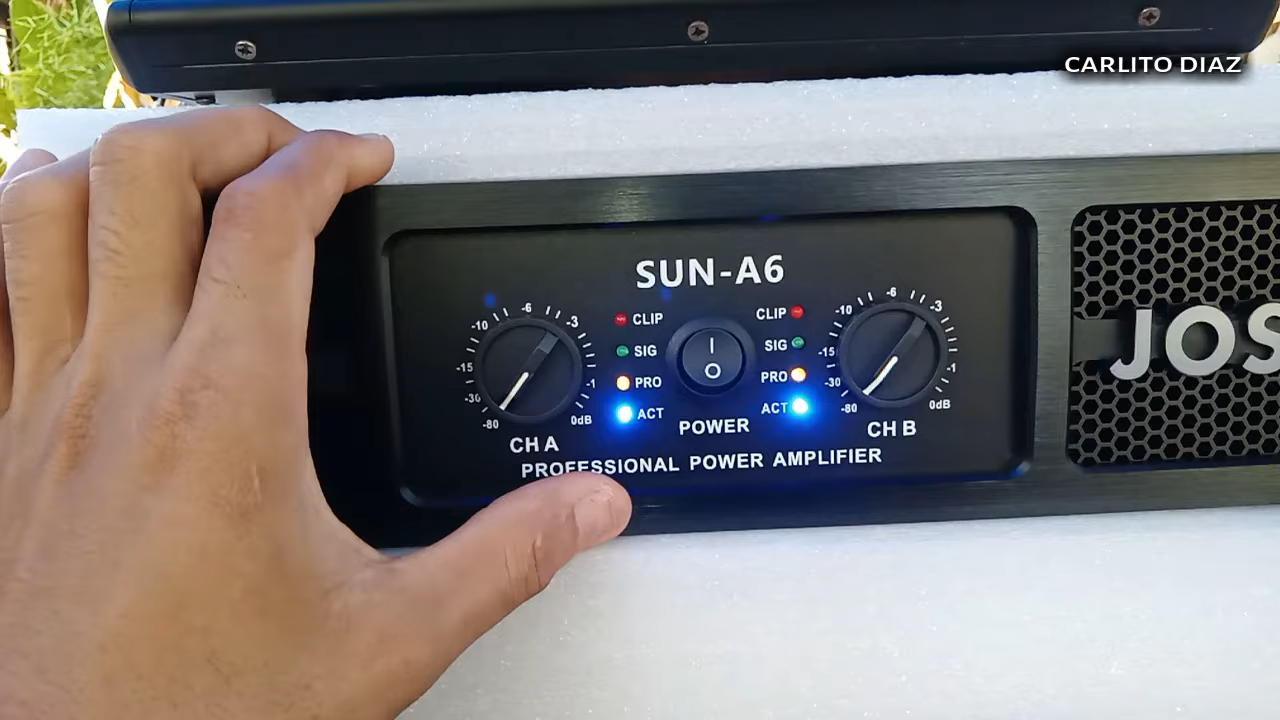 CARLITO DIAZ
SUN-A6
-80 -30 -15 -10 -6 -3 -1 0dB
CH A
CLIP
SIG
PRO
ACT
I
O
POWER
CLIP
SIG
PRO
ACT
-80 -30 -15 -10 -6 -3 -1 0dB
CH B
PROFESSIONAL POWER AMPLIFIER
JOS